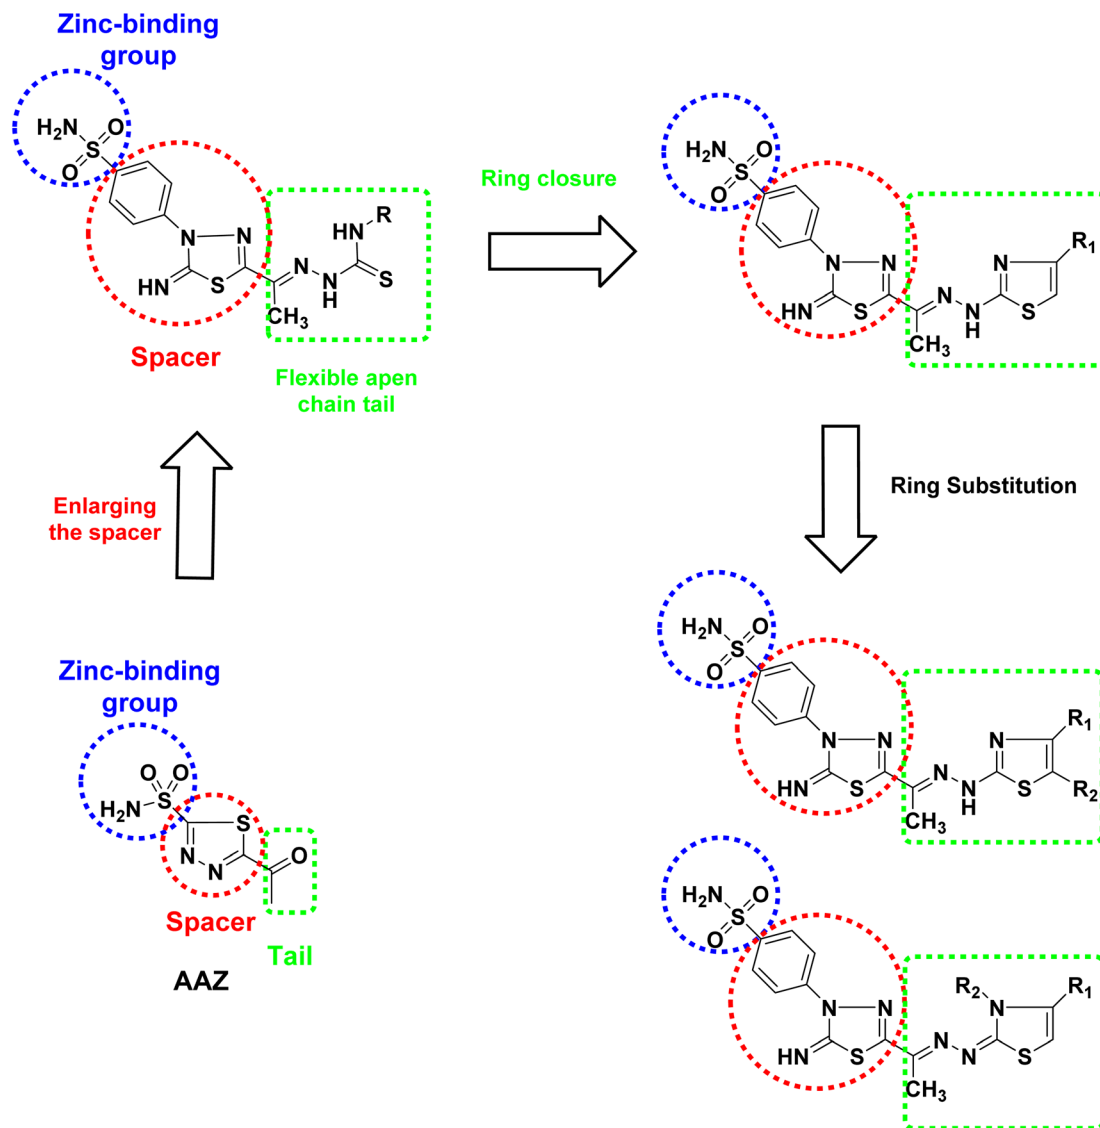 Zinc-binding
group
H₂N
O
S
O
N
N
HN
S
CH₃
N
N
H
HN
R
S
Spacer
Flexible apen
chain tail
Ring closure
H₂N
O
S
O
N
N
HN
S
CH₃
N
N
H
N
S
R₁
Enlarging
the spacer
Ring Substitution
Zinc-binding
group
O
O
S
H₂N
S
N
N
O
Spacer
Tail
AAZ
H₂N
O
S
O
N
N
HN
S
CH₃
N
N
H
N
S
R₁
R₂
H₂N
O
S
O
N
N
HN
S
CH₃
N
N
R₂
N
S
R₁